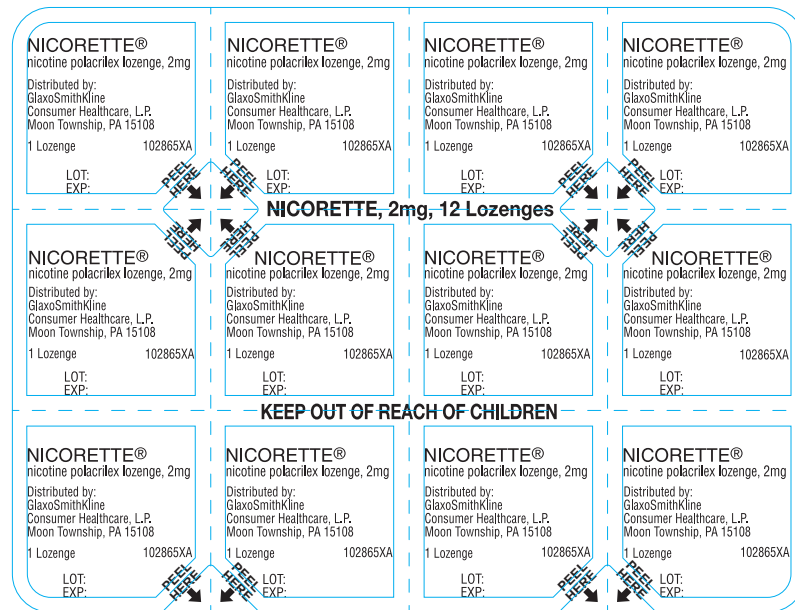 NICORETTE®
nicotine polacrilex lozenge, 2mg
Distributed by:
GlaxoSmithKline
Consumer Healthcare, L.P.
Moon Township, PA 15108
1 Lozenge 102865XA
LOT:
EXP:
PEEL
HERE
NICORETTE®
nicotine polacrilex lozenge, 2mg
Distributed by:
GlaxoSmithKline
Consumer Healthcare, L.P.
Moon Township, PA 15108
1 Lozenge 102865XA
LOT:
EXP:
PEEL
HERE
NICORETTE®
nicotine polacrilex lozenge, 2mg
Distributed by:
GlaxoSmithKline
Consumer Healthcare, L.P.
Moon Township, PA 15108
1 Lozenge 102865XA
LOT:
EXP:
PEEL
HERE
NICORETTE®
nicotine polacrilex lozenge, 2mg
Distributed by:
GlaxoSmithKline
Consumer Healthcare, L.P.
Moon Township, PA 15108
1 Lozenge 102865XA
LOT:
EXP:
PEEL
HERE
NICORETTE, 2mg, 12 Lozenges
PEEL
HERE
NICORETTE®
nicotine polacrilex lozenge, 2mg
Distributed by:
GlaxoSmithKline
Consumer Healthcare, L.P.
Moon Township, PA 15108
1 Lozenge 102865XA
LOT:
EXP:
PEEL
HERE
NICORETTE®
nicotine polacrilex lozenge, 2mg
Distributed by:
GlaxoSmithKline
Consumer Healthcare, L.P.
Moon Township, PA 15108
1 Lozenge 102865XA
LOT:
EXP:
PEEL
HERE
NICORETTE®
nicotine polacrilex lozenge, 2mg
Distributed by:
GlaxoSmithKline
Consumer Healthcare, L.P.
Moon Township, PA 15108
1 Lozenge 102865XA
LOT:
EXP:
PEEL
HERE
NICORETTE®
nicotine polacrilex lozenge, 2mg
Distributed by:
GlaxoSmithKline
Consumer Healthcare, L.P.
Moon Township, PA 15108
1 Lozenge 102865XA
LOT:
EXP:
KEEP OUT OF REACH OF CHILDREN
NICORETTE®
nicotine polacrilex lozenge, 2mg
Distributed by:
GlaxoSmithKline
Consumer Healthcare, L.P.
Moon Township, PA 15108
1 Lozenge 102865XA
LOT:
EXP:
PEEL
HERE
NICORETTE®
nicotine polacrilex lozenge, 2mg
Distributed by:
GlaxoSmithKline
Consumer Healthcare, L.P.
Moon Township, PA 15108
1 Lozenge 102865XA
LOT:
EXP:
PEEL
HERE
NICORETTE®
nicotine polacrilex lozenge, 2mg
Distributed by:
GlaxoSmithKline
Consumer Healthcare, L.P.
Moon Township, PA 15108
1 Lozenge 102865XA
LOT:
EXP:
PEEL
HERE
NICORETTE®
nicotine polacrilex lozenge, 2mg
Distributed by:
GlaxoSmithKline
Consumer Healthcare, L.P.
Moon Township, PA 15108
1 Lozenge 102865XA
LOT:
EXP:
PEEL
HERE